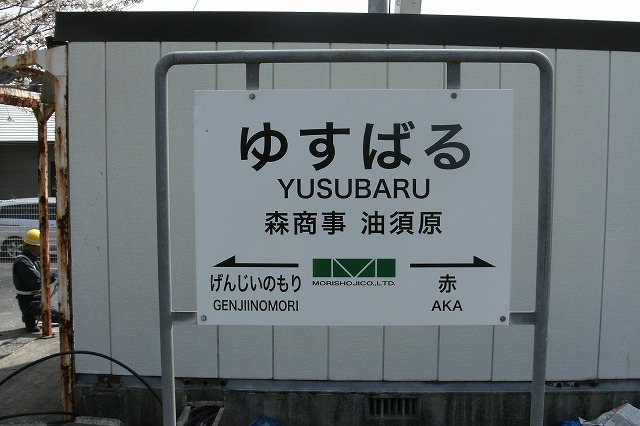 ゆすばる
YUSUBARU
森商事 油須原
げんじいのもり
GENJIINOMORI
MORISHOJICO.,LTD.
赤
AKA